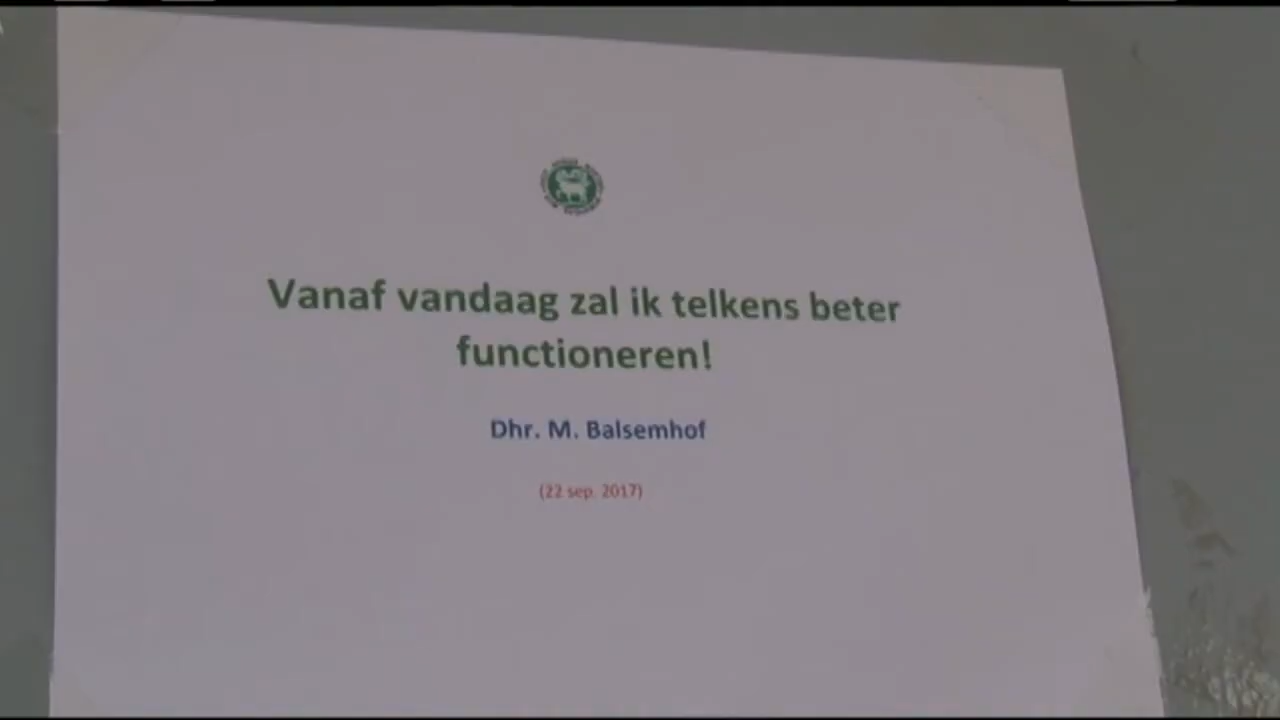 Vanaf vandaag zal ik telkens beter
functioneren!
Dhr. M. Balsemhof
(22 sep. 2017)